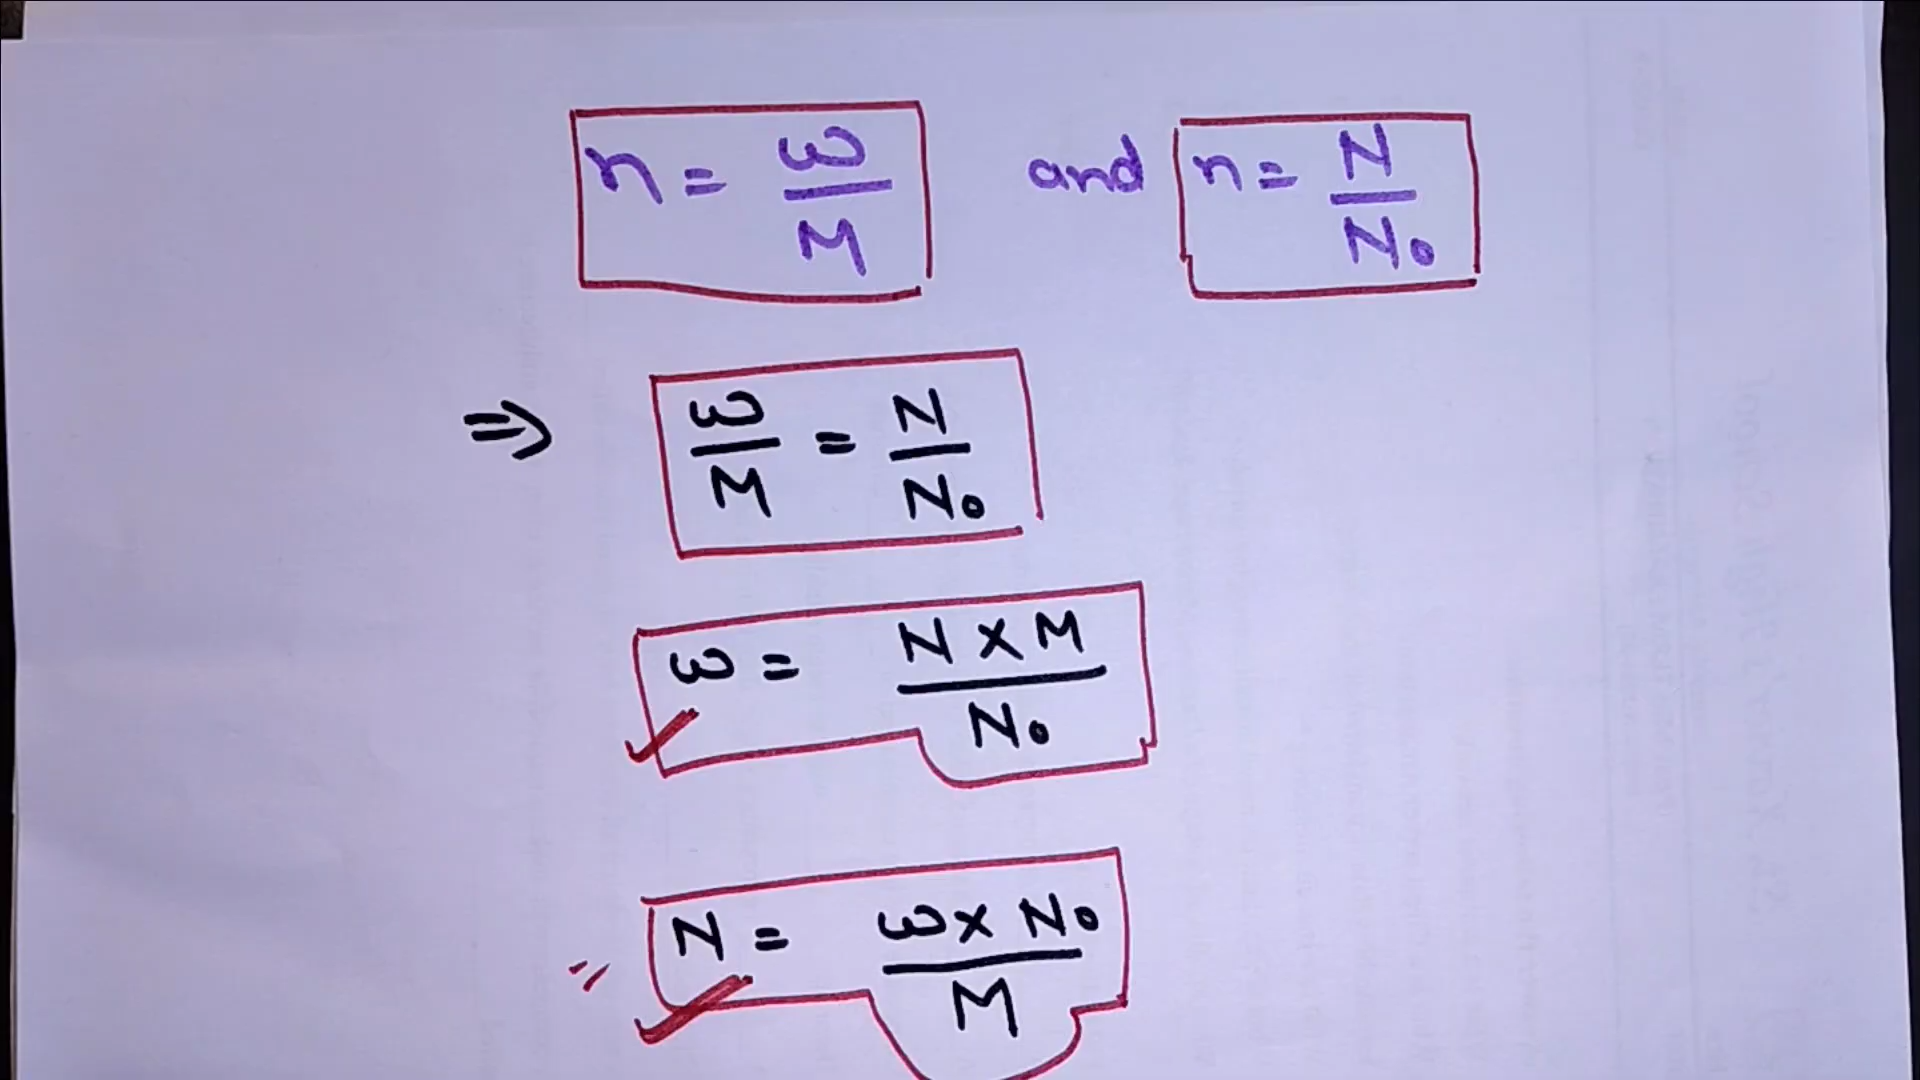 n = w/M and n = N/N₀
⇒ w/M = N/N₀
w = N × M / N₀
N = w × N₀ / M